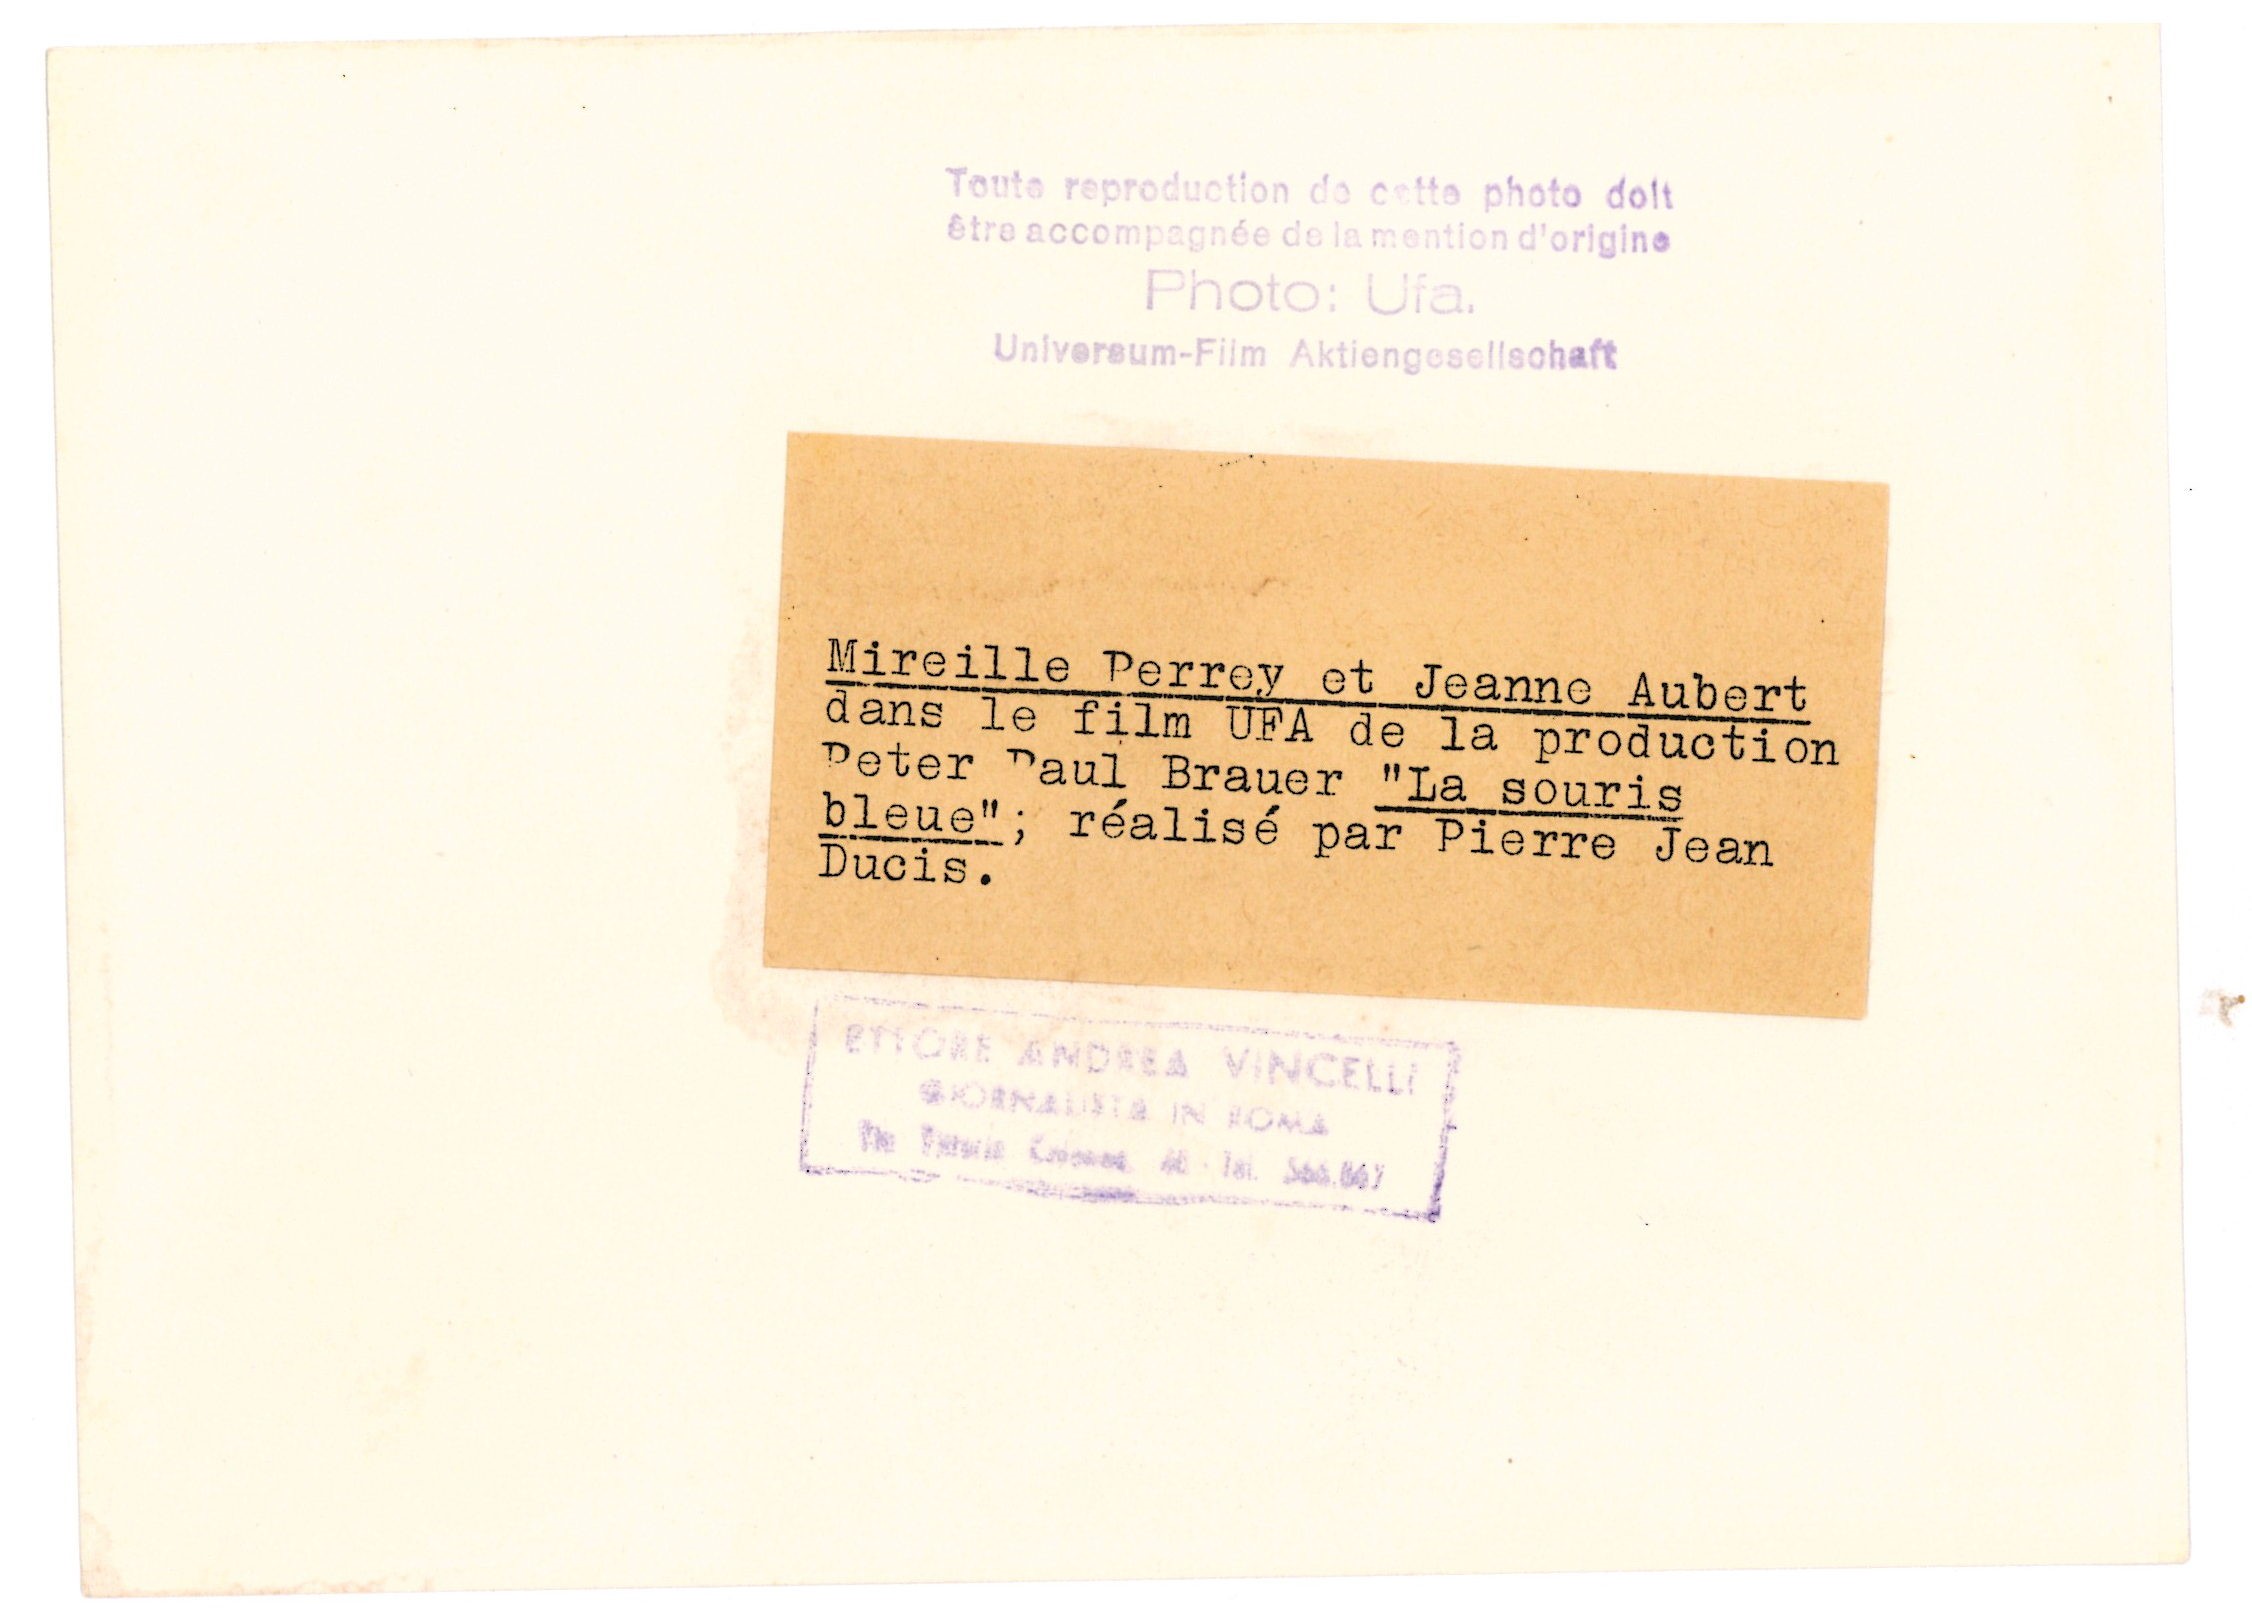 Toute reproduction de cette photo doit
être accompagnée de la mention d'origine
Photo: Ufa.
Universum-Film Aktiengesellschaft
Mireille Perrey et Jeanne Aubert
dans le film UFA de la production
Peter Paul Brauer "La souris
bleue"; réalisé par Pierre Jean
Ducis.
ETTORE ANDREA VINCELLI
GIORNALISTA IN ROMA
Tel.